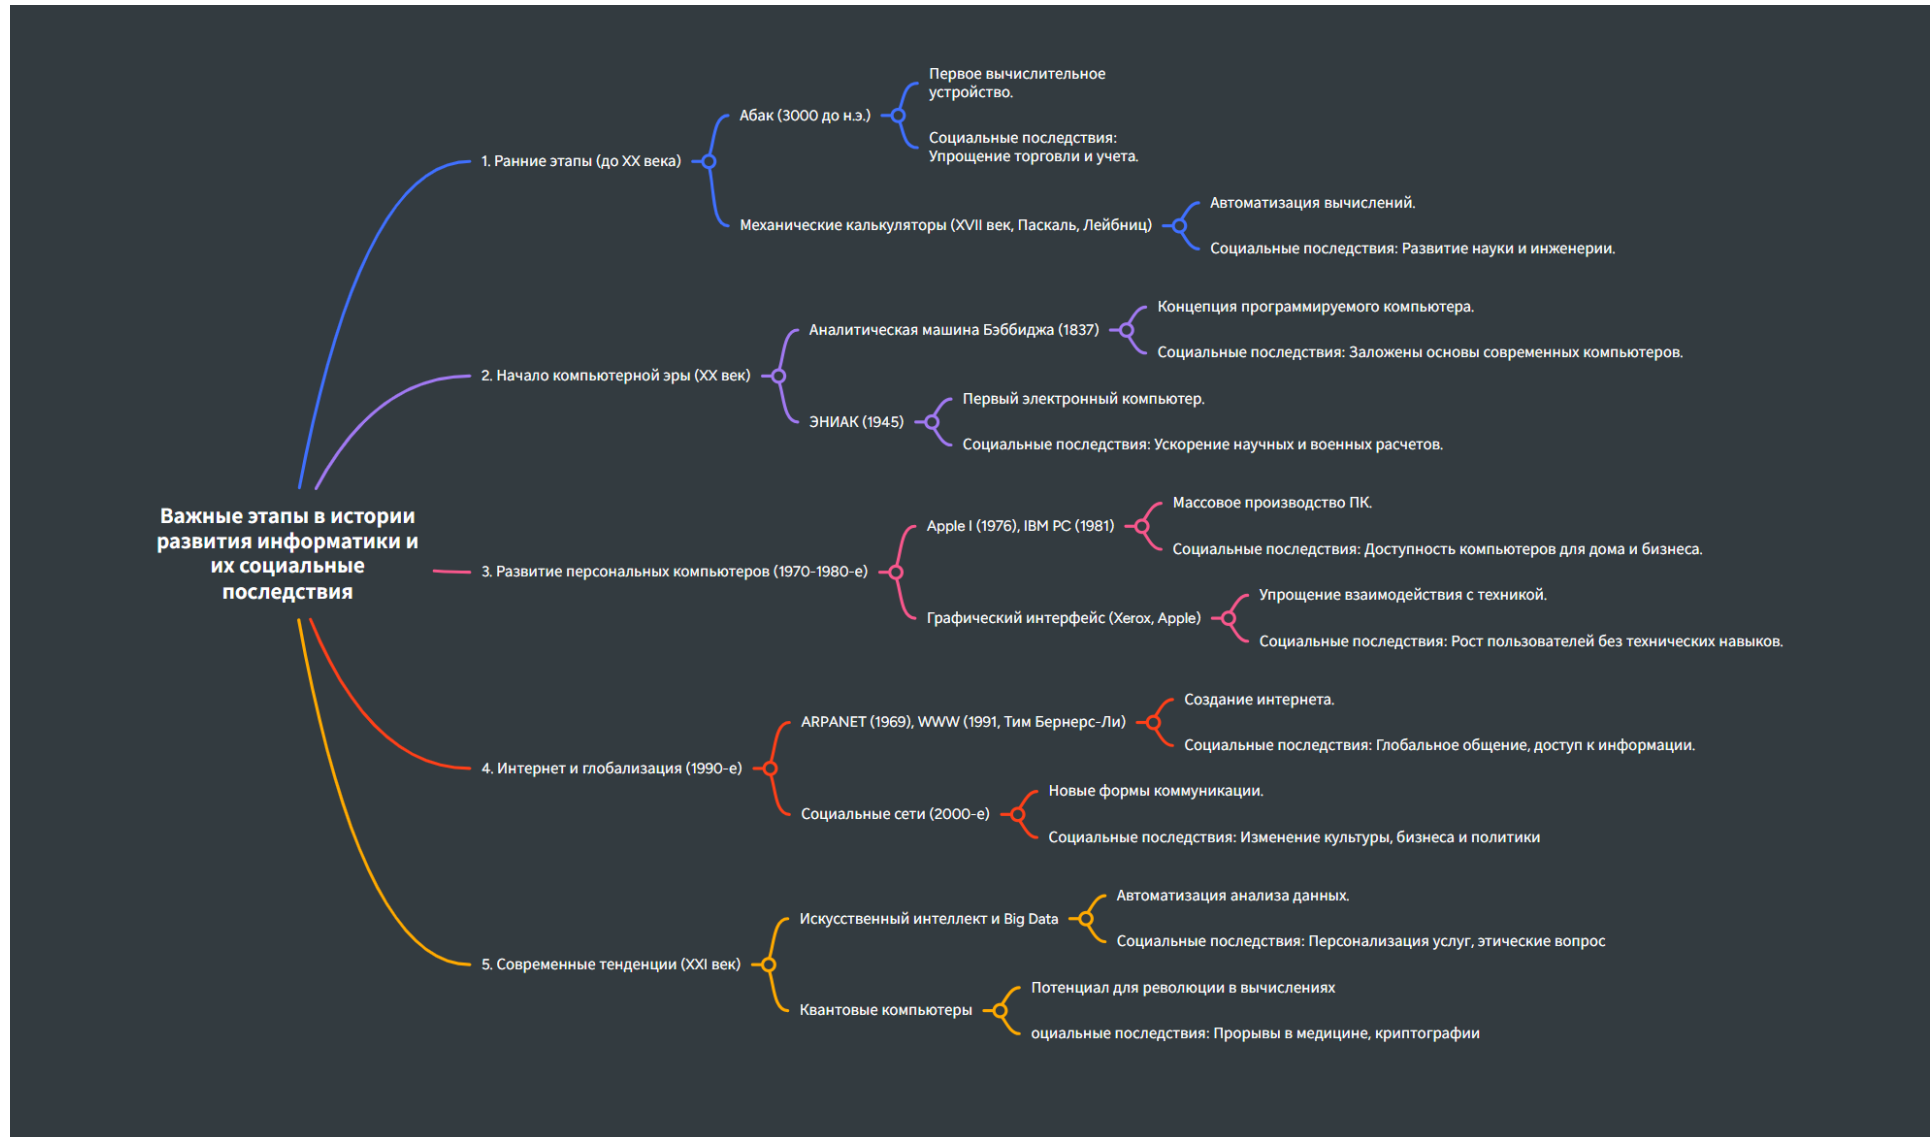 Важные этапы в истории
развития информатики и
их социальные
последствия
1. Ранние этапы (до XX века)
Абак (3000 до н.э.)
Первое вычислительное
устройство.
Социальные последствия:
Упрощение торговли и учета.
Механические калькуляторы (XVII век, Паскаль, Лейбниц)
Автоматизация вычислений.
Социальные последствия: Развитие науки и инженерии.
2. Начало компьютерной эры (XX век)
Аналитическая машина Бэббиджа (1837)
Концепция программируемого компьютера.
Социальные последствия: Заложены основы современных компьютеров.
ЭНИАК (1945)
Первый электронный компьютер.
Социальные последствия: Ускорение научных и военных расчетов.
3. Развитие персональных компьютеров (1970-1980-е)
Apple I (1976), IBM PC (1981)
Массовое производство ПК.
Социальные последствия: Доступность компьютеров для дома и бизнеса.
Графический интерфейс (Xerox, Apple)
Упрощение взаимодействия с техникой.
Социальные последствия: Рост пользователей без технических навыков.
4. Интернет и глобализация (1990-е)
ARPANET (1969), WWW (1991, Тим Бернерс-Ли)
Создание интернета.
Социальные последствия: Глобальное общение, доступ к информации.
Социальные сети (2000-е)
Новые формы коммуникации.
Социальные последствия: Изменение культуры, бизнеса и политики
5. Современные тенденции (XXI век)
Искусственный интеллект и Big Data
Автоматизация анализа данных.
Социальные последствия: Персонализация услуг, этические вопрос
Квантовые компьютеры
Потенциал для революции в вычислениях
оциальные последствия: Прорывы в медицине, криптографии